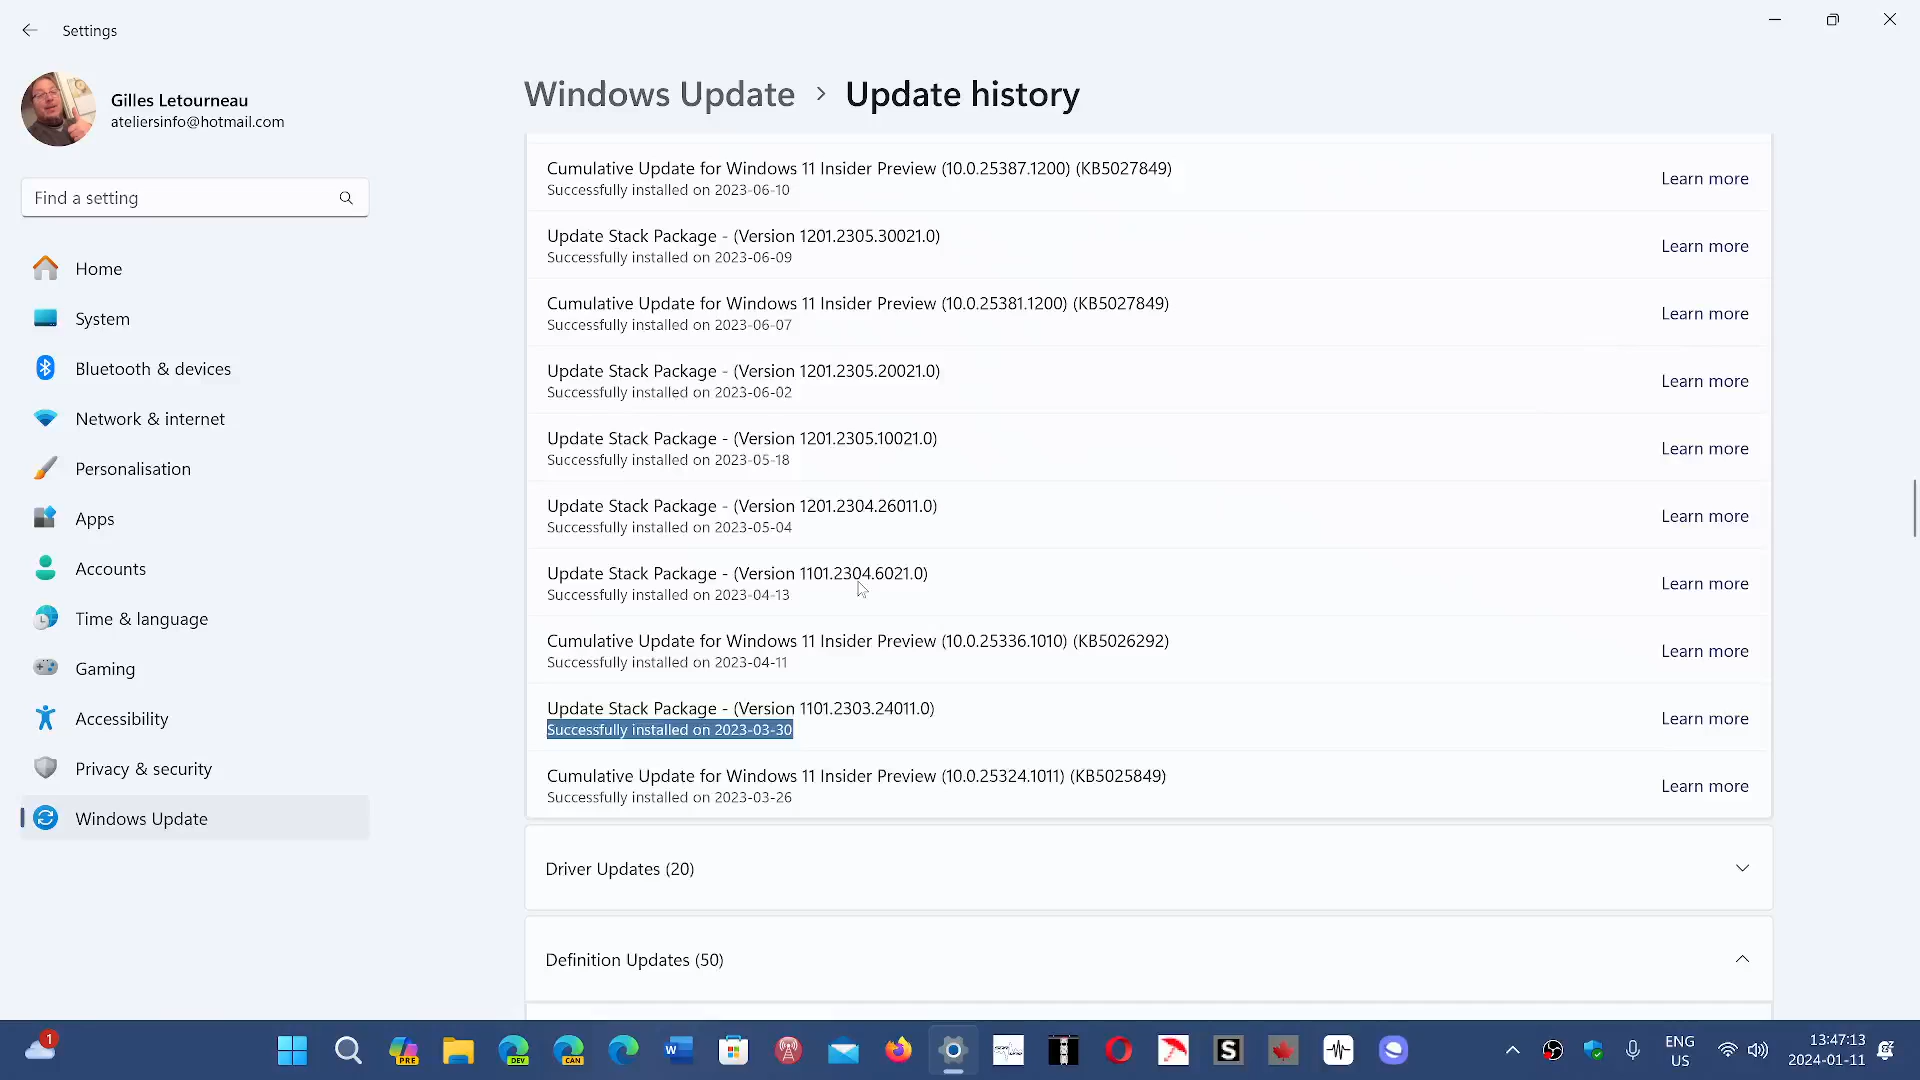 Settings
Gilles Letourneau
ateliersinfo@hotmail.com
Find a setting
Home
System
Bluetooth & devices
Network & internet
Personalisation
Apps
Accounts
Time & language
Gaming
Accessibility
Privacy & security
Windows Update
Windows Update > Update history
Cumulative Update for Windows 11 Insider Preview (10.0.25387.1200) (KB5027849)
Successfully installed on 2023-06-10
Learn more
Update Stack Package - (Version 1201.2305.30021.0)
Successfully installed on 2023-06-09
Learn more
Cumulative Update for Windows 11 Insider Preview (10.0.25381.1200) (KB5027849)
Successfully installed on 2023-06-07
Learn more
Update Stack Package - (Version 1201.2305.20021.0)
Successfully installed on 2023-06-02
Learn more
Update Stack Package - (Version 1201.2305.10021.0)
Successfully installed on 2023-05-18
Learn more
Update Stack Package - (Version 1201.2304.26011.0)
Successfully installed on 2023-05-04
Learn more
Update Stack Package - (Version 1101.2304.6021.0)
Successfully installed on 2023-04-13
Learn more
Cumulative Update for Windows 11 Insider Preview (10.0.25336.1010) (KB5026292)
Successfully installed on 2023-04-11
Learn more
Update Stack Package - (Version 1101.2303.24011.0)
Successfully installed on 2023-03-30
Learn more
Cumulative Update for Windows 11 Insider Preview (10.0.25324.1011) (KB5025849)
Successfully installed on 2023-03-26
Learn more
Driver Updates (20)
Definition Updates (50)
1
PRE
DEV
CAN
W
S
ENG
US
13:47:13
2024-01-11